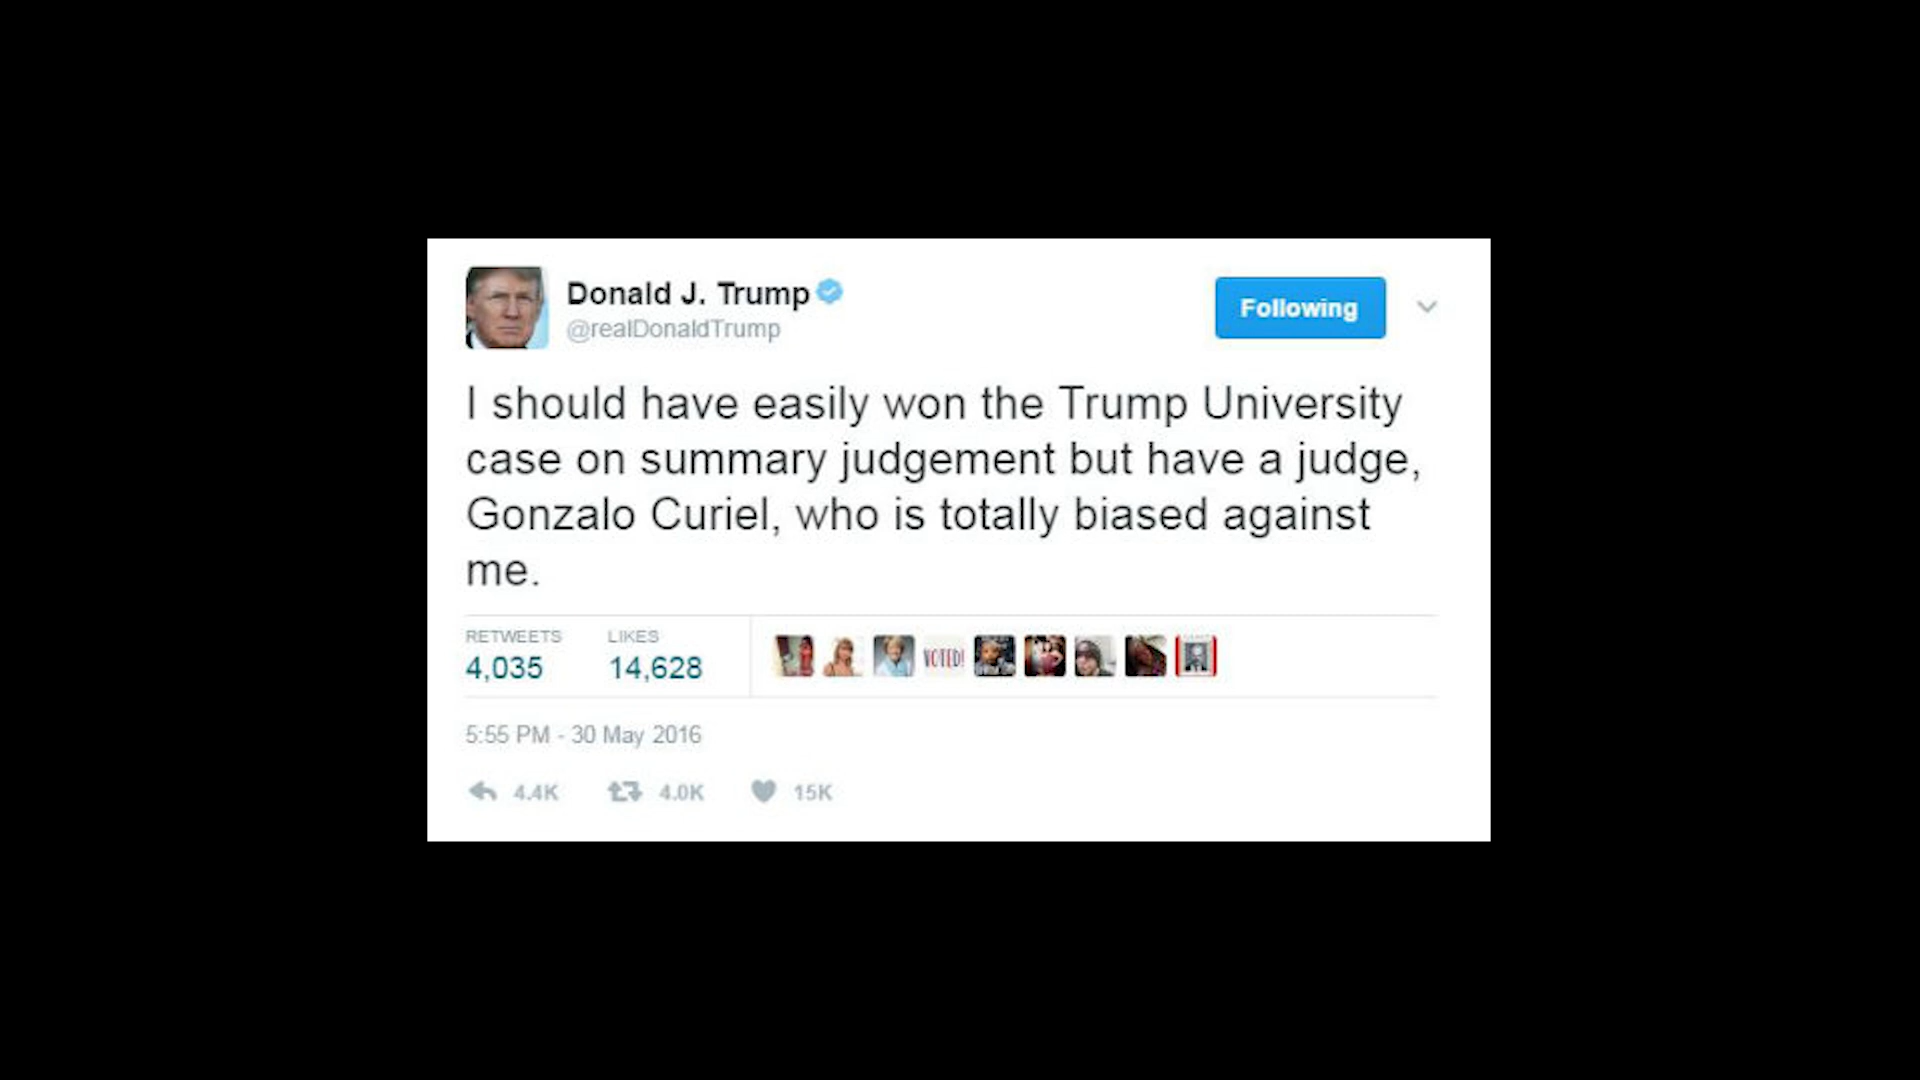 Donald J. Trump
@realDonaldTrump
Following
I should have easily won the Trump University
case on summary judgement but have a judge,
Gonzalo Curiel, who is totally biased against
me.
RETWEETS LIKES
4,035 14,628
VOTED!
5:55 PM - 30 May 2016
4.4K 4.0K 15K